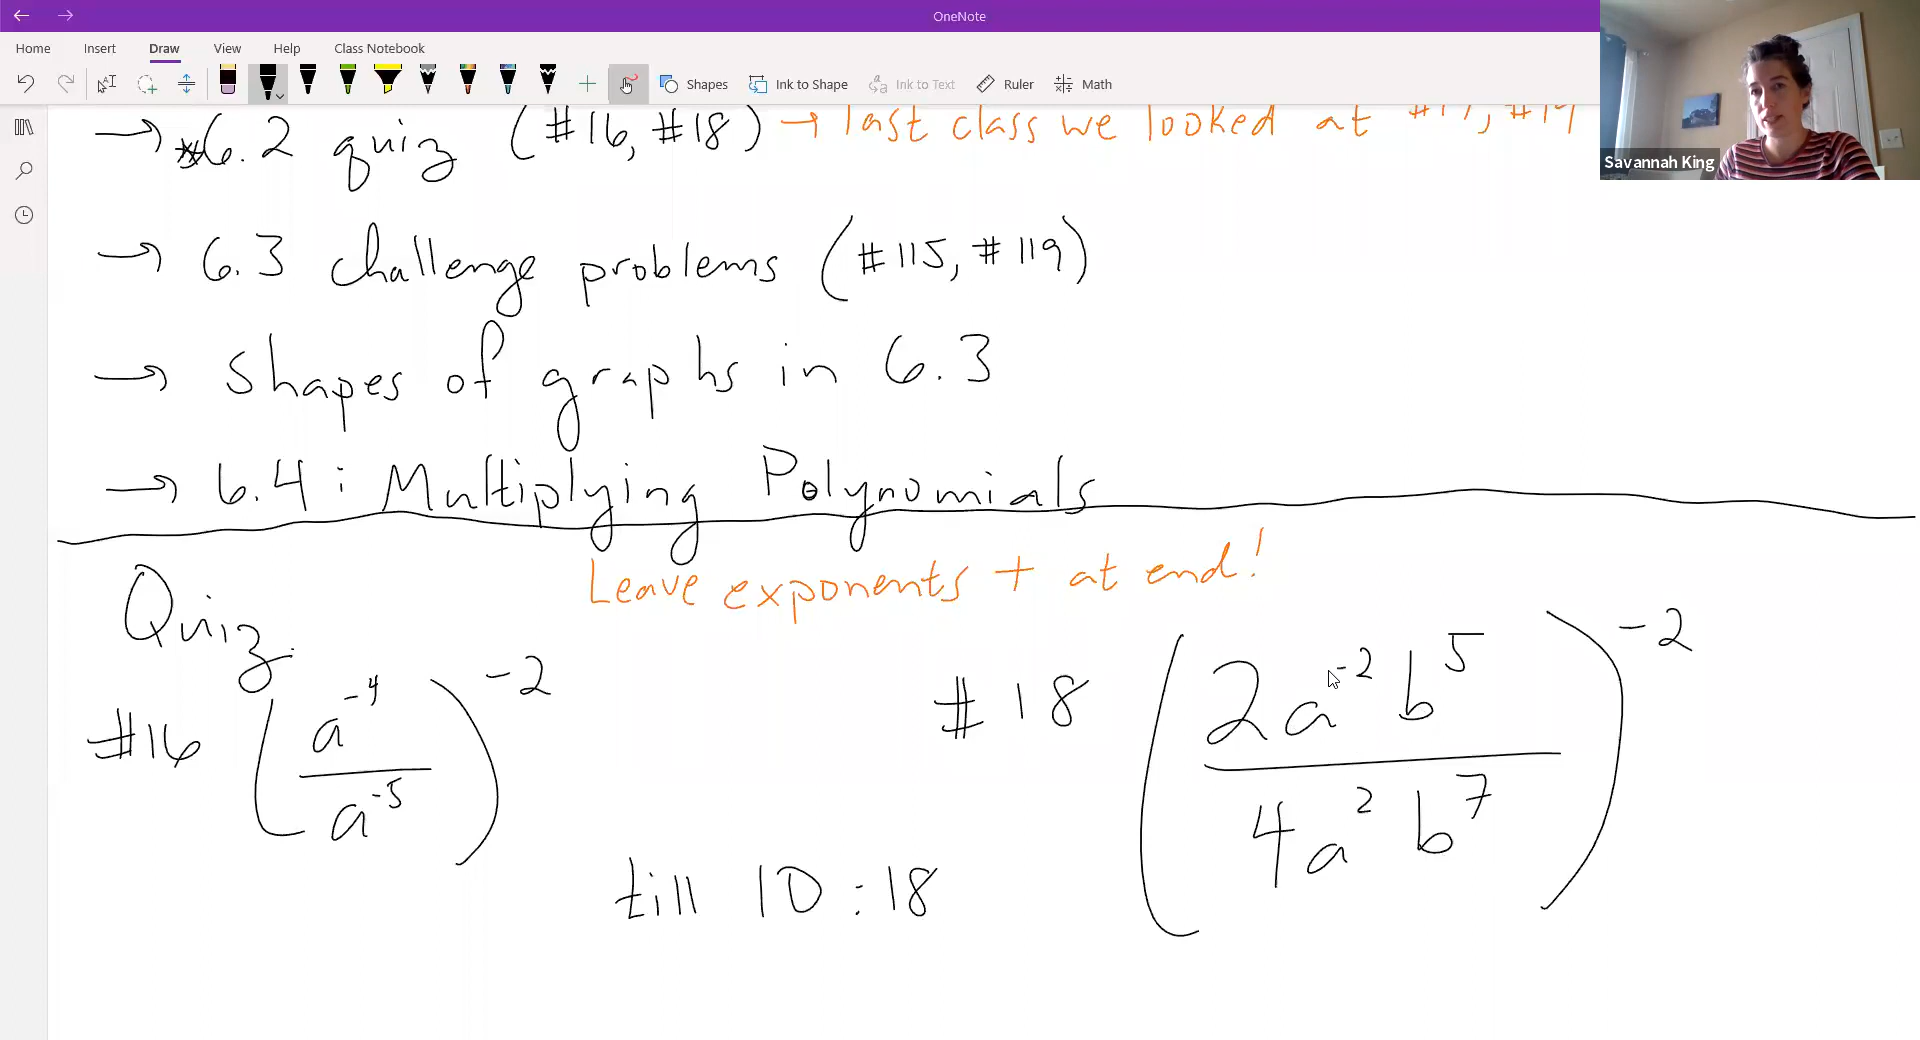 OneNote
Home Insert Draw View Help Class Notebook
Shapes Ink to Shape Ink to Text Ruler Math
Savannah King
→ *6.2 quiz (#16, #18) → last class we looked at #17, #19
→ 6.3 challenge problems (#115, #119)
→ shapes of graphs in 6.3
→ 6.4: Multiplying Polynomials
Leave exponents + at end!
Quiz
#16 (a^-4 / a^-5)^-2
#18 (2a^-2 b^5 / 4a^2 b^7)^-2
till 10:18